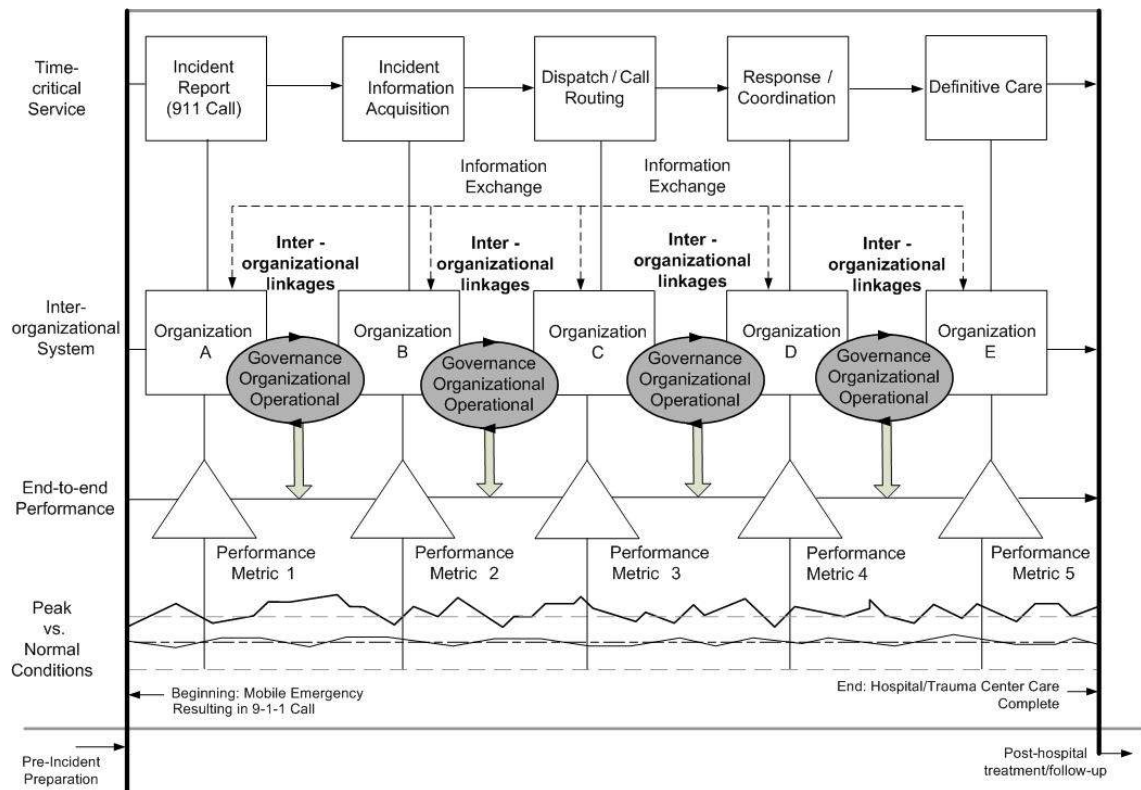 Time-
critical
Service
Incident
Report
(911 Call)
Incident
Information
Acquisition
Dispatch / Call
Routing
Response /
Coordination
Definitive Care
Information
Exchange
Information
Exchange
Inter -
organizational
linkages
Inter -
organizational
linkages
Inter -
organizational
linkages
Inter -
organizational
linkages
Inter-
organizational
System
Organization
A
Organization
B
Organization
C
Organization
D
Organization
E
Governance
Organizational
Operational
Governance
Organizational
Operational
Governance
Organizational
Operational
Governance
Organizational
Operational
End-to-end
Performance
Performance
Metric 1
Performance
Metric 2
Performance
Metric 3
Performance
Metric 4
Performance
Metric 5
Peak
vs.
Normal
Conditions
Beginning: Mobile Emergency
Resulting in 9-1-1 Call
End: Hospital/Trauma Center Care
Complete
Pre-Incident
Preparation
Post-hospital
treatment/follow-up